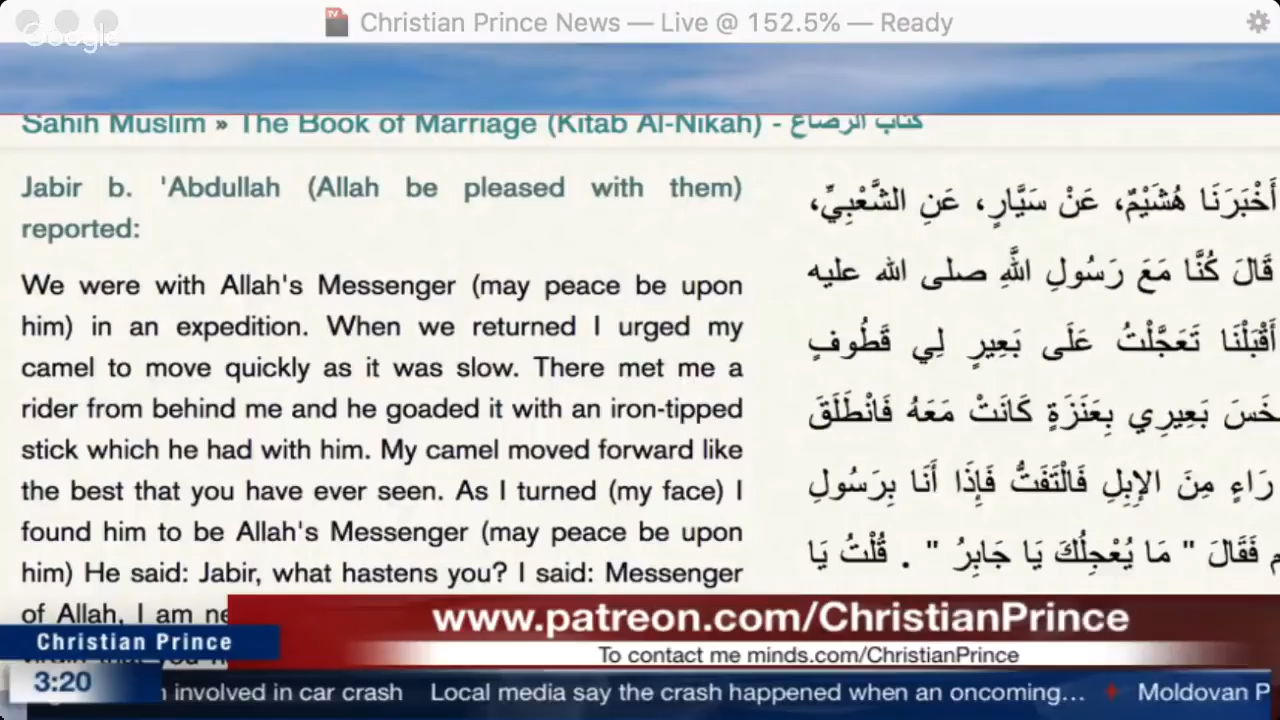 Christian Prince News — Live @ 152.5% — Ready
Google
Sahih Muslim » The Book of Marriage (Kitab Al-Nikah) - كتاب الرضاع
Jabir b. 'Abdullah (Allah be pleased with them)
reported:
We were with Allah's Messenger (may peace be upon
him) in an expedition. When we returned I urged my
camel to move quickly as it was slow. There met me a
rider from behind me and he goaded it with an iron-tipped
stick which he had with him. My camel moved forward like
the best that you have ever seen. As I turned (my face) I
found him to be Allah's Messenger (may peace be upon
him) He said: Jabir, what hastens you? I said: Messenger
of Allah, I am ne
أَخْبَرَنَا هُشَيْمٌ، عَنْ سَيَّارٍ، عَنِ الشَّعْبِيِّ،
قَالَ كُنَّا مَعَ رَسُولِ اللَّهِ صلى الله عليه
أَقْبَلْنَا تَعَجَّلْتُ عَلَى بَعِيرٍ لِي قَطُوفٍ
خَسَ بَعِيرِي بِعَنَزَةٍ كَانَتْ مَعَهُ فَانْطَلَقَ
رَاءٍ مِنَ الإِبِلِ فَالْتَفَتُّ فَإِذَا أَنَا بِرَسُولِ
م فَقَالَ " مَا يُعْجِلُكَ يَا جَابِرُ " . قُلْتُ يَا
www.patreon.com/ChristianPrince
Christian Prince
To contact me minds.com/ChristianPrince
3:20
involved in car crash Local media say the crash happened when an oncoming... Moldovan P